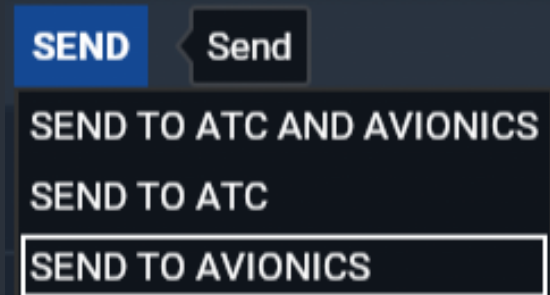 SEND Send
SEND TO ATC AND AVIONICS
SEND TO ATC
SEND TO AVIONICS